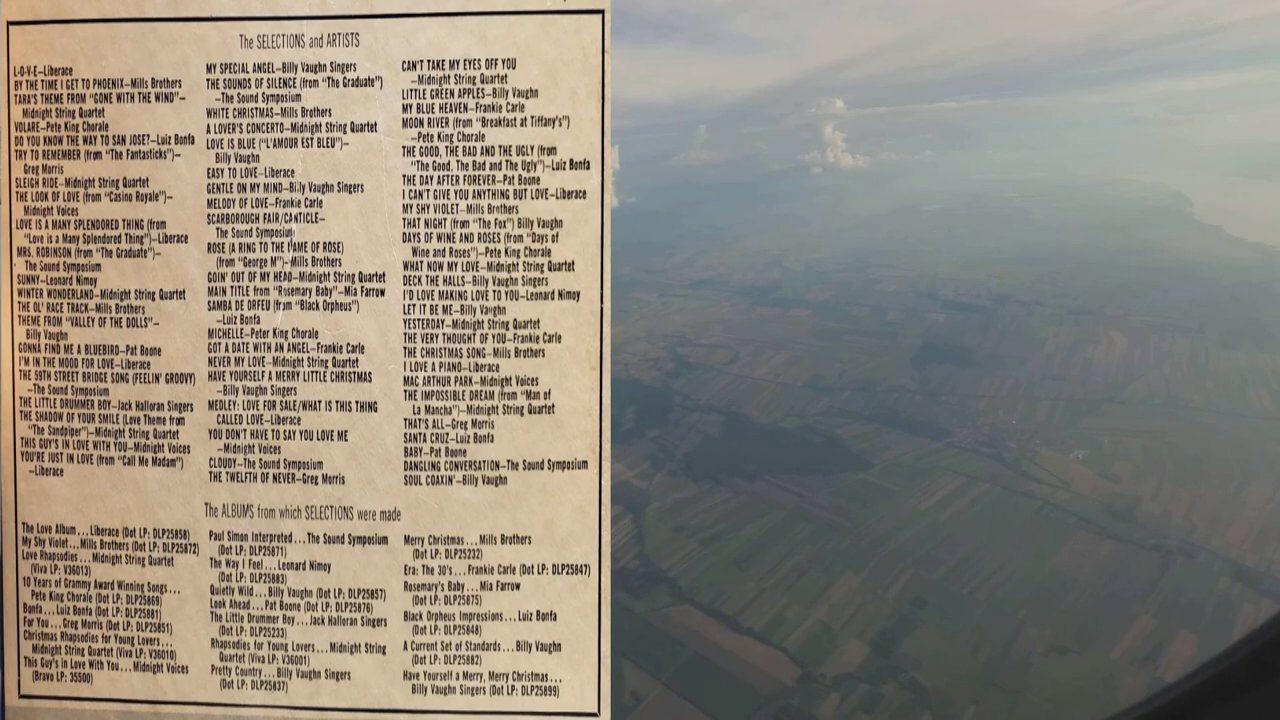 The SELECTIONS and ARTISTS
L-O-V-E—Liberace
BY THE TIME I GET TO PHOENIX—Mills Brothers
TARA'S THEME FROM "GONE WITH THE WIND"—
Midnight String Quartet
VOLARE—Pete King Chorale
DO YOU KNOW THE WAY TO SAN JOSE?—Luiz Bonfa
TRY TO REMEMBER (from "The Fantasticks")—
Greg Morris
SLEIGH RIDE—Midnight String Quartet
THE LOOK OF LOVE (from "Casino Royale")—
Midnight Voices
LOVE IS A MANY SPLENDORED THING (from
"Love is a Many Splendored Thing")—Liberace
MRS. ROBINSON (from "The Graduate")—
The Sound Symposium
SUNNY—Leonard Nimoy
WINTER WONDERLAND—Midnight String Quartet
THE OL' RACE TRACK—Mills Brothers
THEME FROM "VALLEY OF THE DOLLS"—
Billy Vaughn
GONNA FIND ME A BLUEBIRD—Pat Boone
I'M IN THE MOOD FOR LOVE—Liberace
THE 59TH STREET BRIDGE SONG (FEELIN' GROOVY)
—The Sound Symposium
THE LITTLE DRUMMER BOY—Jack Halloran Singers
THE SHADOW OF YOUR SMILE (Love Theme from
"The Sandpiper")—Midnight String Quartet
THIS GUY'S IN LOVE WITH YOU—Midnight Voices
YOU'RE JUST IN LOVE (from "Call Me Madam")
—Liberace
MY SPECIAL ANGEL—Billy Vaughn Singers
THE SOUNDS OF SILENCE (from "The Graduate")
—The Sound Symposium
WHITE CHRISTMAS—Mills Brothers
A LOVER'S CONCERTO—Midnight String Quartet
LOVE IS BLUE ("L'AMOUR EST BLEU")—
Billy Vaughn
EASY TO LOVE—Liberace
GENTLE ON MY MIND—Billy Vaughn Singers
MELODY OF LOVE—Frankie Carle
SCARBOROUGH FAIR/CANTICLE—
The Sound Symposium
ROSE (A RING TO THE NAME OF ROSE)
(from "George M")—Mills Brothers
GOIN' OUT OF MY HEAD—Midnight String Quartet
MAIN TITLE from "Rosemary Baby"—Mia Farrow
SAMBA DE ORFEU (from "Black Orpheus")
—Luiz Bonfa
MICHELLE—Peter King Chorale
GOT A DATE WITH AN ANGEL—Frankie Carle
NEVER MY LOVE—Midnight String Quartet
HAVE YOURSELF A MERRY LITTLE CHRISTMAS
—Billy Vaughn Singers
MEDLEY: LOVE FOR SALE/WHAT IS THIS THING
CALLED LOVE—Liberace
YOU DON'T HAVE TO SAY YOU LOVE ME
—Midnight Voices
CLOUDY—The Sound Symposium
THE TWELFTH OF NEVER—Greg Morris
CAN'T TAKE MY EYES OFF YOU
—Midnight String Quartet
LITTLE GREEN APPLES—Billy Vaughn
MY BLUE HEAVEN—Frankie Carle
MOON RIVER (from "Breakfast at Tiffany's")
—Pete King Chorale
THE GOOD, THE BAD AND THE UGLY (from
"The Good, The Bad and The Ugly")—Luiz Bonfa
THE DAY AFTER FOREVER—Pat Boone
I CAN'T GIVE YOU ANYTHING BUT LOVE—Liberace
MY SHY VIOLET—Mills Brothers
THAT NIGHT (from "The Fox") Billy Vaughn
DAYS OF WINE AND ROSES (from "Days of
Wine and Roses")—Pete King Chorale
WHAT NOW MY LOVE—Midnight String Quartet
DECK THE HALLS—Billy Vaughn Singers
I'D LOVE MAKING LOVE TO YOU—Leonard Nimoy
LET IT BE ME—Billy Vaughn
YESTERDAY—Midnight String Quartet
THE VERY THOUGHT OF YOU—Frankie Carle
THE CHRISTMAS SONG—Mills Brothers
I LOVE A PIANO—Liberace
MAC ARTHUR PARK—Midnight Voices
THE IMPOSSIBLE DREAM (from "Man of
La Mancha")—Midnight String Quartet
THAT'S ALL—Greg Morris
SANTA CRUZ—Luiz Bonfa
BABY—Pat Boone
DANGLING CONVERSATION—The Sound Symposium
SOUL COAXIN'—Billy Vaughn
The ALBUMS from which SELECTIONS were made
The Love Album . . . Liberace (Dot LP: DLP25858)
My Shy Violet . . . Mills Brothers (Dot LP: DLP25872)
Love Rhapsodies . . . Midnight String Quartet
(Viva LP: V36013)
10 Years of Grammy Award Winning Songs . . .
Pete King Chorale (Dot LP: DLP25869)
Bonfa . . . Luiz Bonfa (Dot LP: DLP25881)
For You . . . Greg Morris (Dot LP: DLP25851)
Christmas Rhapsodies for Young Lovers . . .
Midnight String Quartet (Viva LP: V36010)
This Guy's in Love With You . . . Midnight Voices
(Bravo LP: 35500)
Paul Simon Interpreted . . . The Sound Symposium
(Dot LP: DLP25871)
The Way I Feel . . . Leonard Nimoy
(Dot LP: DLP25883)
Quietly Wild . . . Billy Vaughn (Dot LP: DLP25857)
Look Ahead . . . Pat Boone (Dot LP: DLP25876)
The Little Drummer Boy . . . Jack Halloran Singers
(Dot LP: DLP25233)
Rhapsodies for Young Lovers . . . Midnight String
Quartet (Viva LP: V36001)
Pretty Country . . . Billy Vaughn Singers
(Dot LP: DLP25837)
Merry Christmas . . . Mills Brothers
(Dot LP: DLP25232)
Era: The 30's . . . Frankie Carle (Dot LP: DLP25847)
Rosemary's Baby . . . Mia Farrow
(Dot LP: DLP25875)
Black Orpheus Impressions . . . Luiz Bonfa
(Dot LP: DLP25848)
A Current Set of Standards . . . Billy Vaughn
(Dot LP: DLP25882)
Have Yourself a Merry, Merry Christmas . . .
Billy Vaughn Singers (Dot LP: DLP25899)